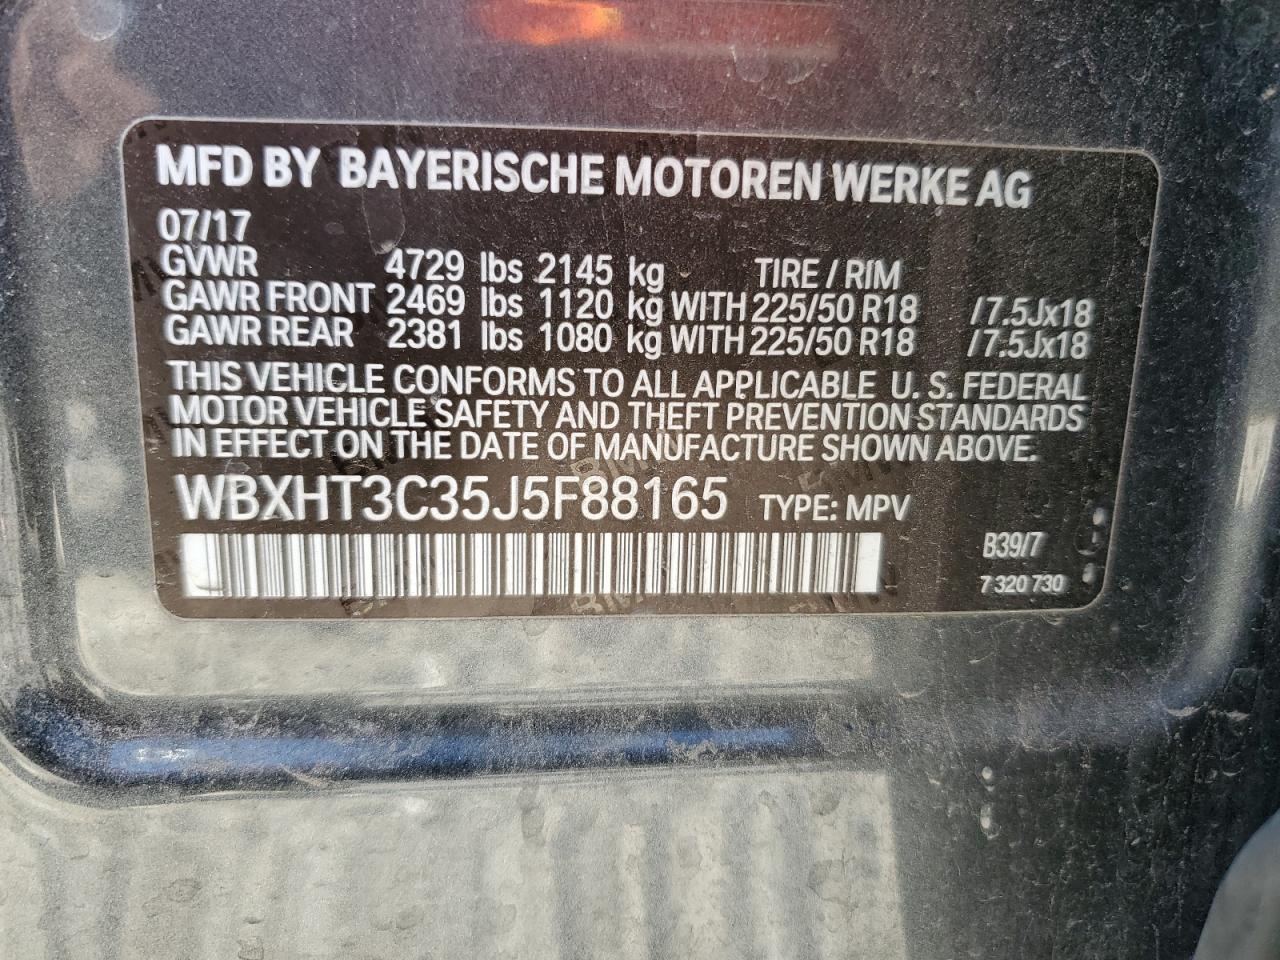 MFD BY BAYERISCHE MOTOREN WERKE AG
07/17
GVWR 4729 lbs 2145 kg TIRE / RIM
GAWR FRONT 2469 lbs 1120 kg WITH 225/50 R18 /7.5Jx18
GAWR REAR 2381 lbs 1080 kg WITH 225/50 R18 /7.5Jx18
THIS VEHICLE CONFORMS TO ALL APPLICABLE U. S. FEDERAL
MOTOR VEHICLE SAFETY AND THEFT PREVENTION STANDARDS
IN EFFECT ON THE DATE OF MANUFACTURE SHOWN ABOVE.
WBXHT3C35J5F88165 TYPE: MPV
B39/7
7 320 730